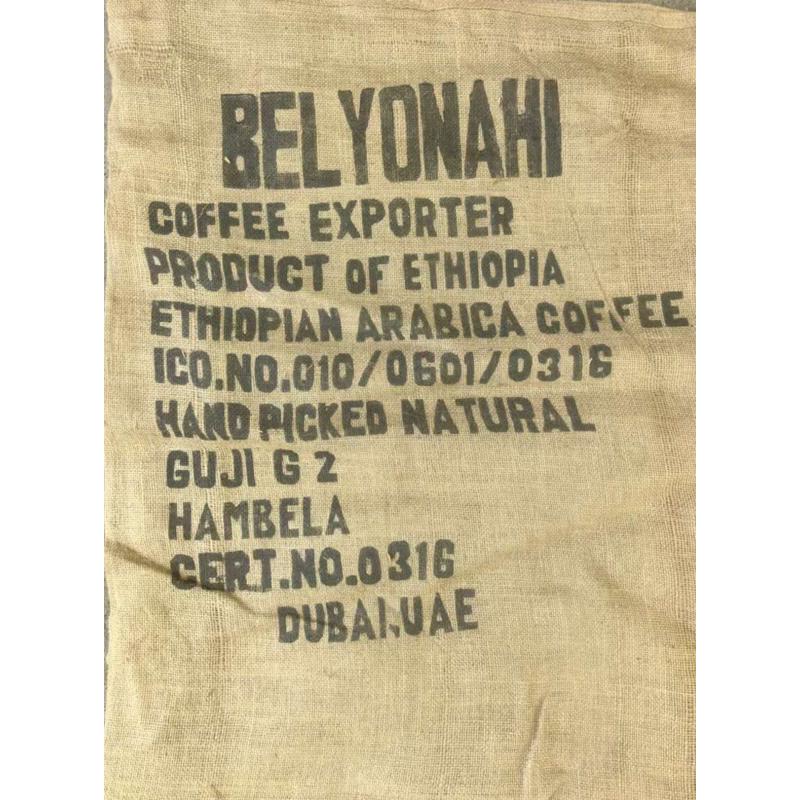 BELYONAHI
COFFEE EXPORTER
PRODUCT OF ETHIOPIA
ETHIOPIAN ARABICA COFFEE
ICO.NO.010/0601/0316
HAND PICKED NATURAL
GUJI G 2
HAMBELA
CERT.NO.0316
DUBAI.UAE